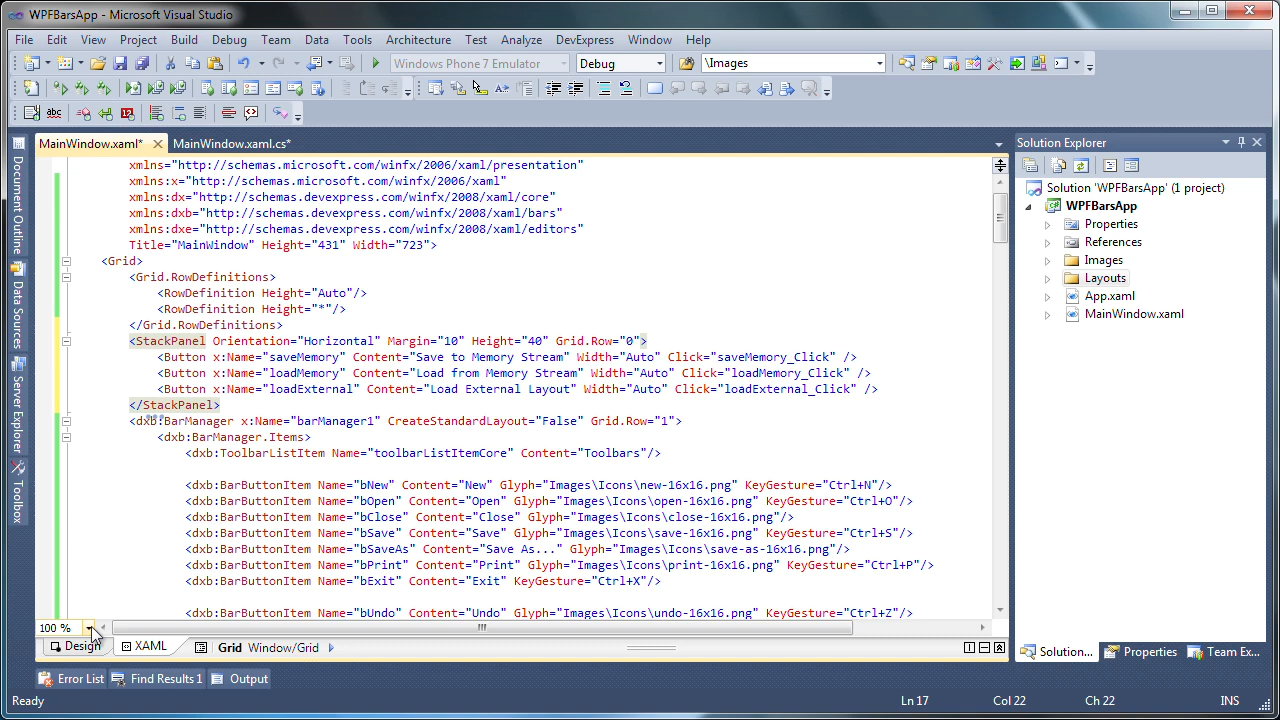 WPFBarsApp - Microsoft Visual Studio
File Edit View Project Build Debug Team Data Tools Architecture Test Analyze DevExpress Window Help
Windows Phone 7 Emulator Debug \Images
MainWindow.xaml* MainWindow.xaml.cs*
xmlns="http://schemas.microsoft.com/winfx/2006/xaml/presentation"
xmlns:x="http://schemas.microsoft.com/winfx/2006/xaml"
xmlns:dx="http://schemas.devexpress.com/winfx/2008/xaml/core"
xmlns:dxb="http://schemas.devexpress.com/winfx/2008/xaml/bars"
xmlns:dxe="http://schemas.devexpress.com/winfx/2008/xaml/editors"
Title="MainWindow" Height="431" Width="723">
<Grid>
<Grid.RowDefinitions>
<RowDefinition Height="Auto"/>
<RowDefinition Height="*"/>
</Grid.RowDefinitions>
<StackPanel Orientation="Horizontal" Margin="10" Height="40" Grid.Row="0">
<Button x:Name="saveMemory" Content="Save to Memory Stream" Width="Auto" Click="saveMemory_Click" />
<Button x:Name="loadMemory" Content="Load from Memory Stream" Width="Auto" Click="loadMemory_Click" />
<Button x:Name="loadExternal" Content="Load External Layout" Width="Auto" Click="loadExternal_Click" />
</StackPanel>
<dxb:BarManager x:Name="barManager1" CreateStandardLayout="False" Grid.Row="1">
<dxb:BarManager.Items>
<dxb:ToolbarListItem Name="toolbarListItemCore" Content="Toolbars"/>
<dxb:BarButtonItem Name="bNew" Content="New" Glyph="Images\Icons\new-16x16.png" KeyGesture="Ctrl+N"/>
<dxb:BarButtonItem Name="bOpen" Content="Open" Glyph="Images\Icons\open-16x16.png" KeyGesture="Ctrl+O"/>
<dxb:BarButtonItem Name="bClose" Content="Close" Glyph="Images\Icons\close-16x16.png"/>
<dxb:BarButtonItem Name="bSave" Content="Save" Glyph="Images\Icons\save-16x16.png" KeyGesture="Ctrl+S"/>
<dxb:BarButtonItem Name="bSaveAs" Content="Save As..." Glyph="Images\Icons\save-as-16x16.png"/>
<dxb:BarButtonItem Name="bPrint" Content="Print" Glyph="Images\Icons\print-16x16.png" KeyGesture="Ctrl+P"/>
<dxb:BarButtonItem Name="bExit" Content="Exit" KeyGesture="Ctrl+X"/>
<dxb:BarButtonItem Name="bUndo" Content="Undo" Glyph="Images\Icons\undo-16x16.png" KeyGesture="Ctrl+Z"/>
100 %
Design XAML Grid Window/Grid
Document Outline
Data Sources
Server Explorer
Toolbox
Solution Explorer
Solution 'WPFBarsApp' (1 project)
WPFBarsApp
Properties
References
Images
Layouts
App.xaml
MainWindow.xaml
Solution... Properties Team Ex...
Error List Find Results 1 Output
Ready Ln 17 Col 22 Ch 22 INS